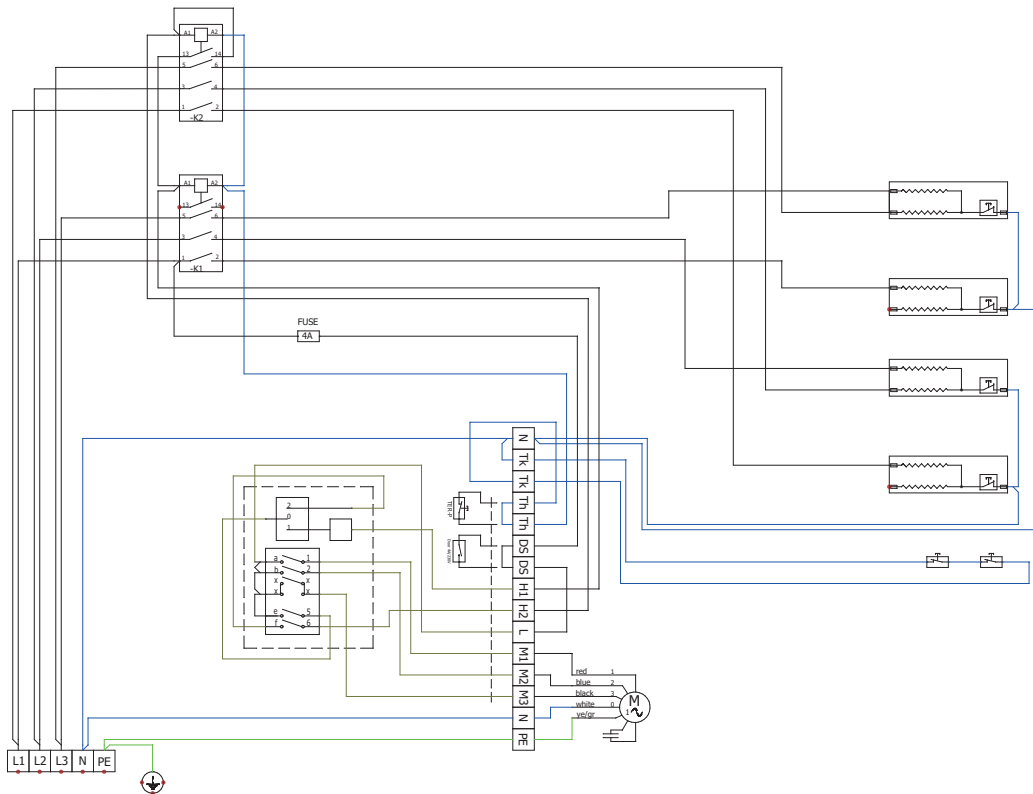 A1 A2
13 14
5 6
3 4
1 2
-K2
A1 A2
13 14
5 6
3 4
1 2
-K1
FUSE
4A
N
Tk
Tk
Th
Th
DS
DS
H1
H2
L
M1
M2
M3
N
PE
TER-P
2
0
1
a 1
b 2
x
x x
e 5
f 6
red 1
blue 2
black 3
white 0
ye/gr
M
1
L1 L2 L3 N PE